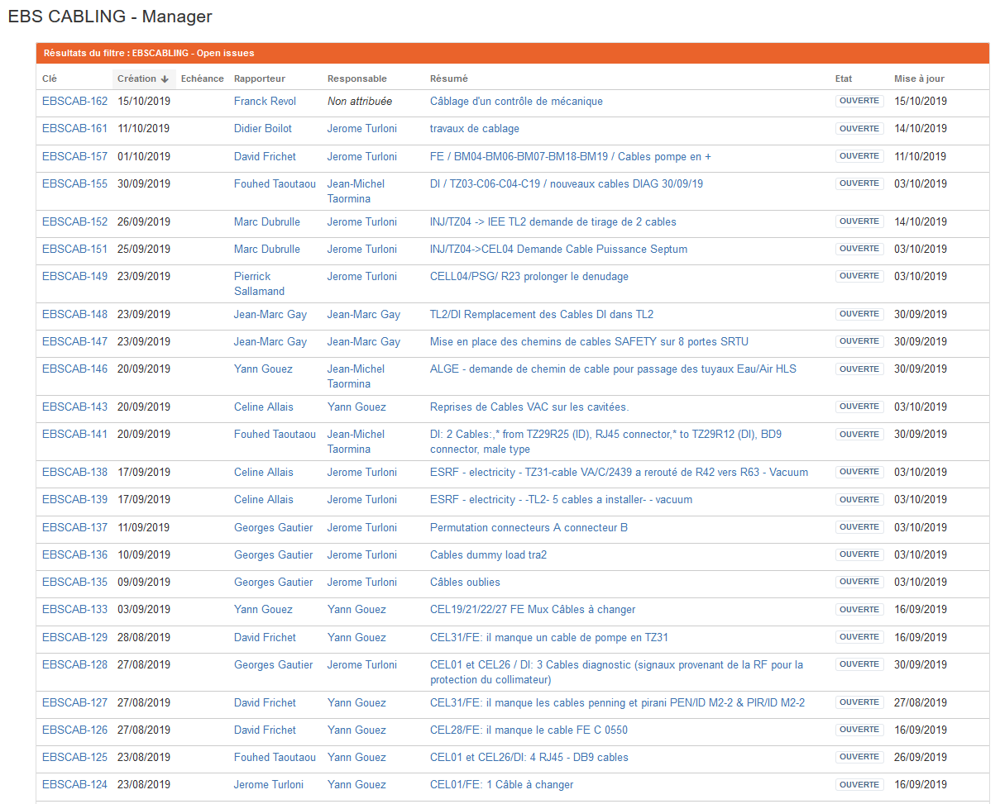 EBS CABLING - Manager
Résultats du filtre : EBSCABLING - Open issues
Clé Création Echéance Rapporteur Responsable Résumé Etat Mise à jour
EBSCAB-162 15/10/2019 Franck Revol Non attribuée Câblage d'un contrôle de mécanique OUVERTE 15/10/2019
EBSCAB-161 11/10/2019 Didier Boilot Jerome Turloni travaux de cablage OUVERTE 14/10/2019
EBSCAB-157 01/10/2019 David Frichet Jerome Turloni FE / BM04-BM06-BM07-BM18-BM19 / Cables pompe en + OUVERTE 11/10/2019
EBSCAB-155 30/09/2019 Fouhed Taoutaou Jean-Michel DI / TZ03-C06-C04-C19 / nouveaux cables DIAG 30/09/19 OUVERTE 03/10/2019
Taormina
EBSCAB-152 26/09/2019 Marc Dubrulle Jerome Turloni INJ/TZ04 -> IEE TL2 demande de tirage de 2 cables OUVERTE 14/10/2019
EBSCAB-151 25/09/2019 Marc Dubrulle Jerome Turloni INJ/TZ04->CEL04 Demande Cable Puissance Septum OUVERTE 03/10/2019
EBSCAB-149 23/09/2019 Pierrick Jerome Turloni CELL04/PSG/ R23 prolonger le denudage OUVERTE 03/10/2019
Sallamand
EBSCAB-148 23/09/2019 Jean-Marc Gay Jean-Marc Gay TL2/DI Remplacement des Cables DI dans TL2 OUVERTE 30/09/2019
EBSCAB-147 23/09/2019 Jean-Marc Gay Jean-Marc Gay Mise en place des chemins de cables SAFETY sur 8 portes SRTU OUVERTE 30/09/2019
EBSCAB-146 20/09/2019 Yann Gouez Jean-Michel ALGE - demande de chemin de cable pour passage des tuyaux Eau/Air HLS OUVERTE 30/09/2019
Taormina
EBSCAB-143 20/09/2019 Celine Allais Yann Gouez Reprises de Cables VAC sur les cavitées. OUVERTE 03/10/2019
EBSCAB-141 20/09/2019 Fouhed Taoutaou Jean-Michel DI: 2 Cables:,* from TZ29R25 (ID), RJ45 connector,* to TZ29R12 (DI), BD9 OUVERTE 30/09/2019
Taormina connector, male type
EBSCAB-138 17/09/2019 Celine Allais Jerome Turloni ESRF - electricity - TZ31-cable VA/C/2439 a rerouté de R42 vers R63 - Vacuum OUVERTE 03/10/2019
EBSCAB-139 17/09/2019 Celine Allais Jerome Turloni ESRF - electricity - -TL2- 5 cables a installer- - vacuum OUVERTE 03/10/2019
EBSCAB-137 11/09/2019 Georges Gautier Jerome Turloni Permutation connecteurs A connecteur B OUVERTE 03/10/2019
EBSCAB-136 10/09/2019 Georges Gautier Jerome Turloni Cables dummy load tra2 OUVERTE 03/10/2019
EBSCAB-135 09/09/2019 Georges Gautier Jerome Turloni Câbles oublies OUVERTE 03/10/2019
EBSCAB-133 03/09/2019 Yann Gouez Yann Gouez CEL19/21/22/27 FE Mux Câbles à changer OUVERTE 16/09/2019
EBSCAB-129 28/08/2019 David Frichet Yann Gouez CEL31/FE: il manque un cable de pompe en TZ31 OUVERTE 16/09/2019
EBSCAB-128 27/08/2019 Georges Gautier Jerome Turloni CEL01 et CEL26 / DI: 3 Cables diagnostic (signaux provenant de la RF pour la OUVERTE 30/09/2019
protection du collimateur)
EBSCAB-127 27/08/2019 David Frichet Yann Gouez CEL31/FE: il manque les cables penning et pirani PEN/ID M2-2 & PIR/ID M2-2 OUVERTE 27/08/2019
EBSCAB-126 27/08/2019 David Frichet Yann Gouez CEL28/FE: il manque le cable FE C 0550 OUVERTE 16/09/2019
EBSCAB-125 23/08/2019 Fouhed Taoutaou Yann Gouez CEL01 et CEL26/DI: 4 RJ45 - DB9 cables OUVERTE 26/09/2019
EBSCAB-124 23/08/2019 Jerome Turloni Yann Gouez CEL01/FE: 1 Câble à changer OUVERTE 16/09/2019